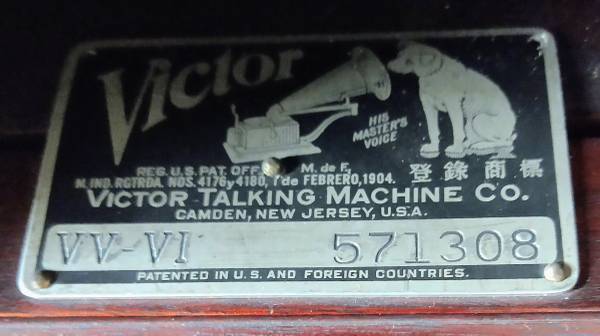 Victor
HIS
MASTER'S
VOICE
REG. U.S. PAT. OFF. M. de F.
M. IND. RGTRDA. NOS. 4176 y 4180, 1º de FEBRERO, 1904.
登錄商標
VICTOR TALKING MACHINE CO.
CAMDEN, NEW JERSEY, U.S.A.
VV-VI 571308
PATENTED IN U.S. AND FOREIGN COUNTRIES.